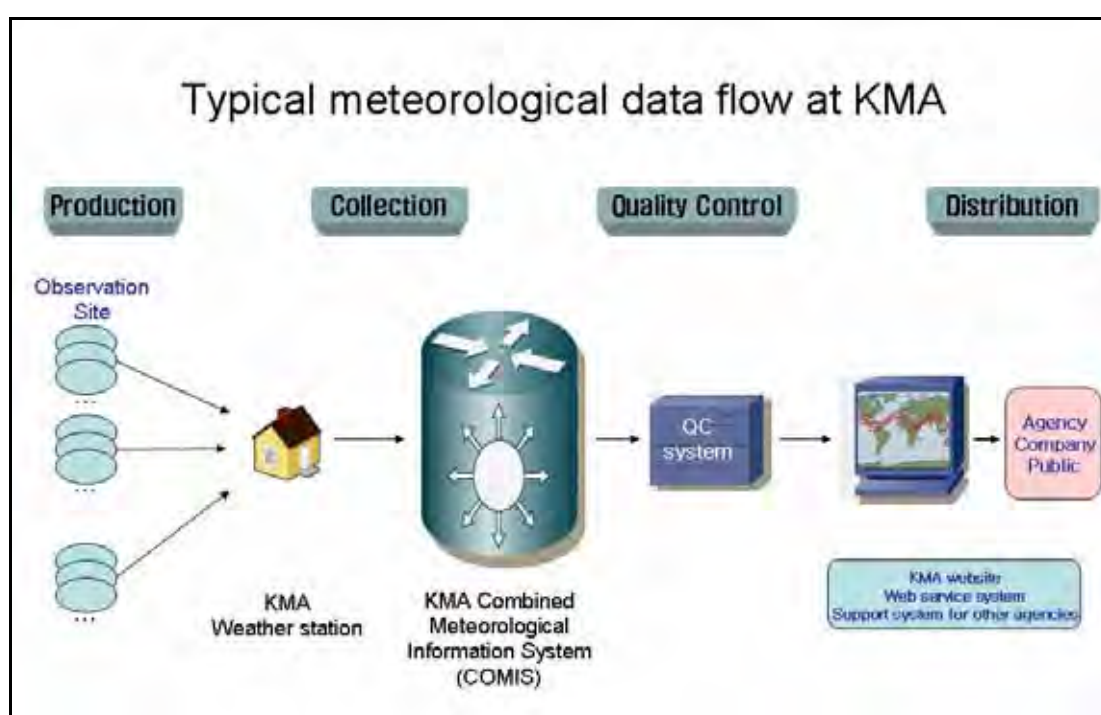 Typical meteorological data flow at KMA
Production
Collection
Quality Control
Distribution
Observation
Site
...
...
...
KMA
Weather station
KMA Combined
Meteorological
Information System
(COMIS)
QC
system
Agency
Company
Public
KMA website
Web service system
Support system for other agencies